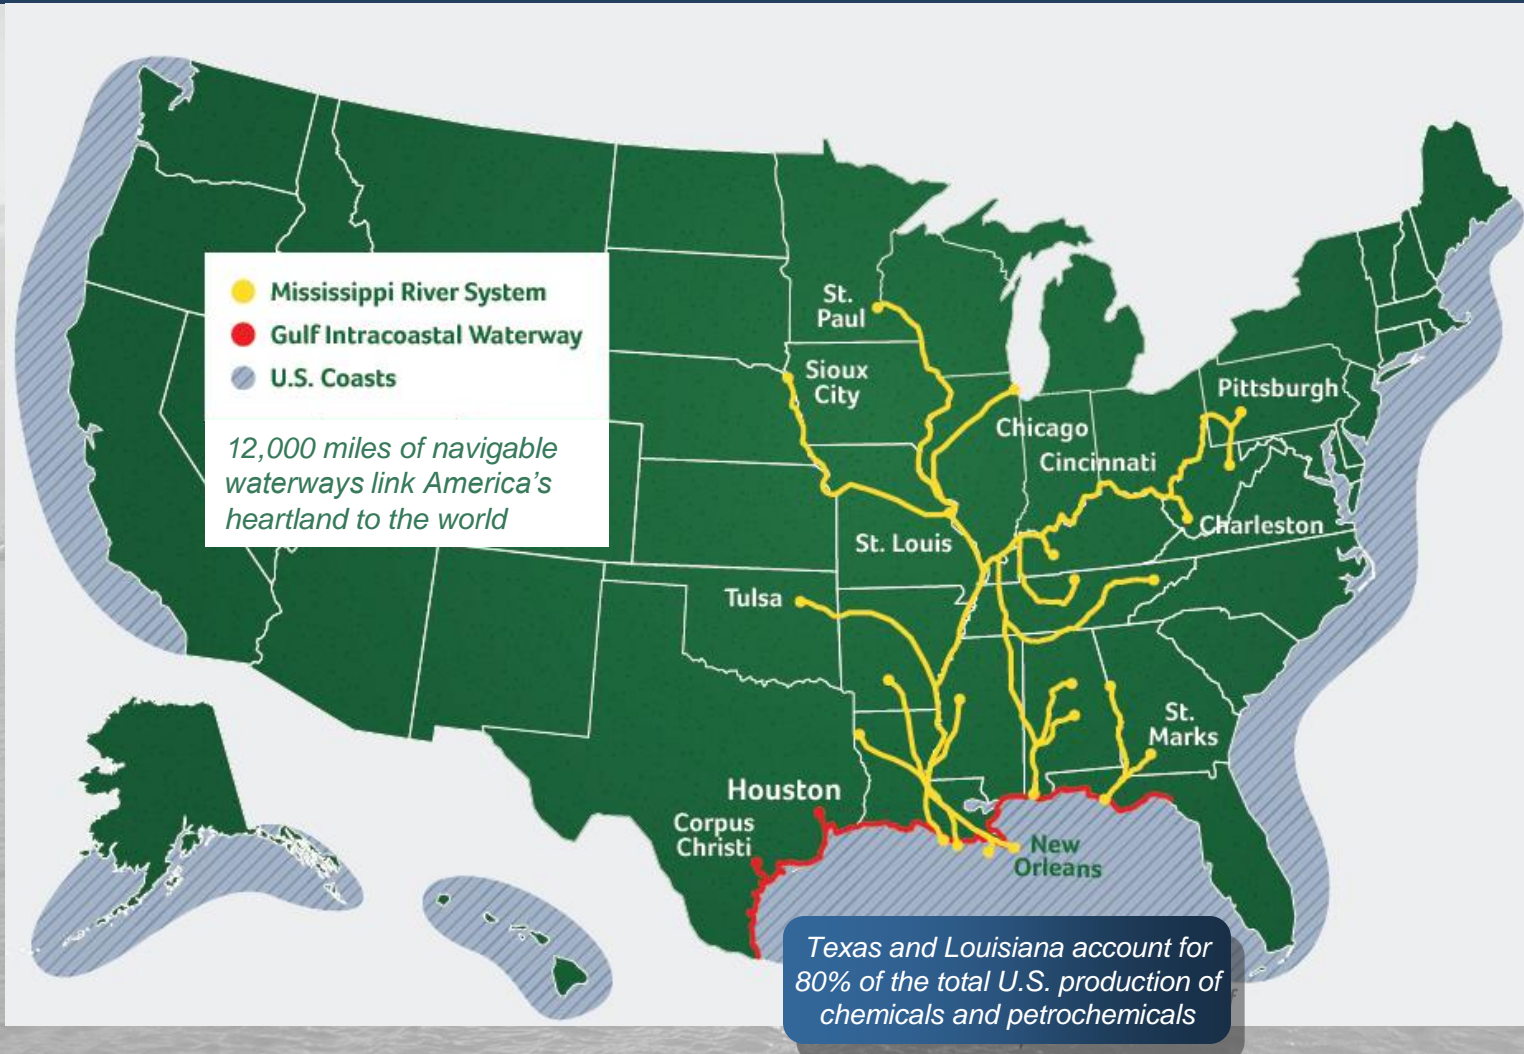 Mississippi River System
Gulf Intracoastal Waterway
U.S. Coasts
12,000 miles of navigable
waterways link America’s
heartland to the world
St.
Paul
Sioux
City
Chicago
Pittsburgh
Cincinnati
Charleston
St. Louis
Tulsa
St.
Marks
Houston
Corpus
Christi
New
Orleans
Texas and Louisiana account for
80% of the total U.S. production of
chemicals and petrochemicals